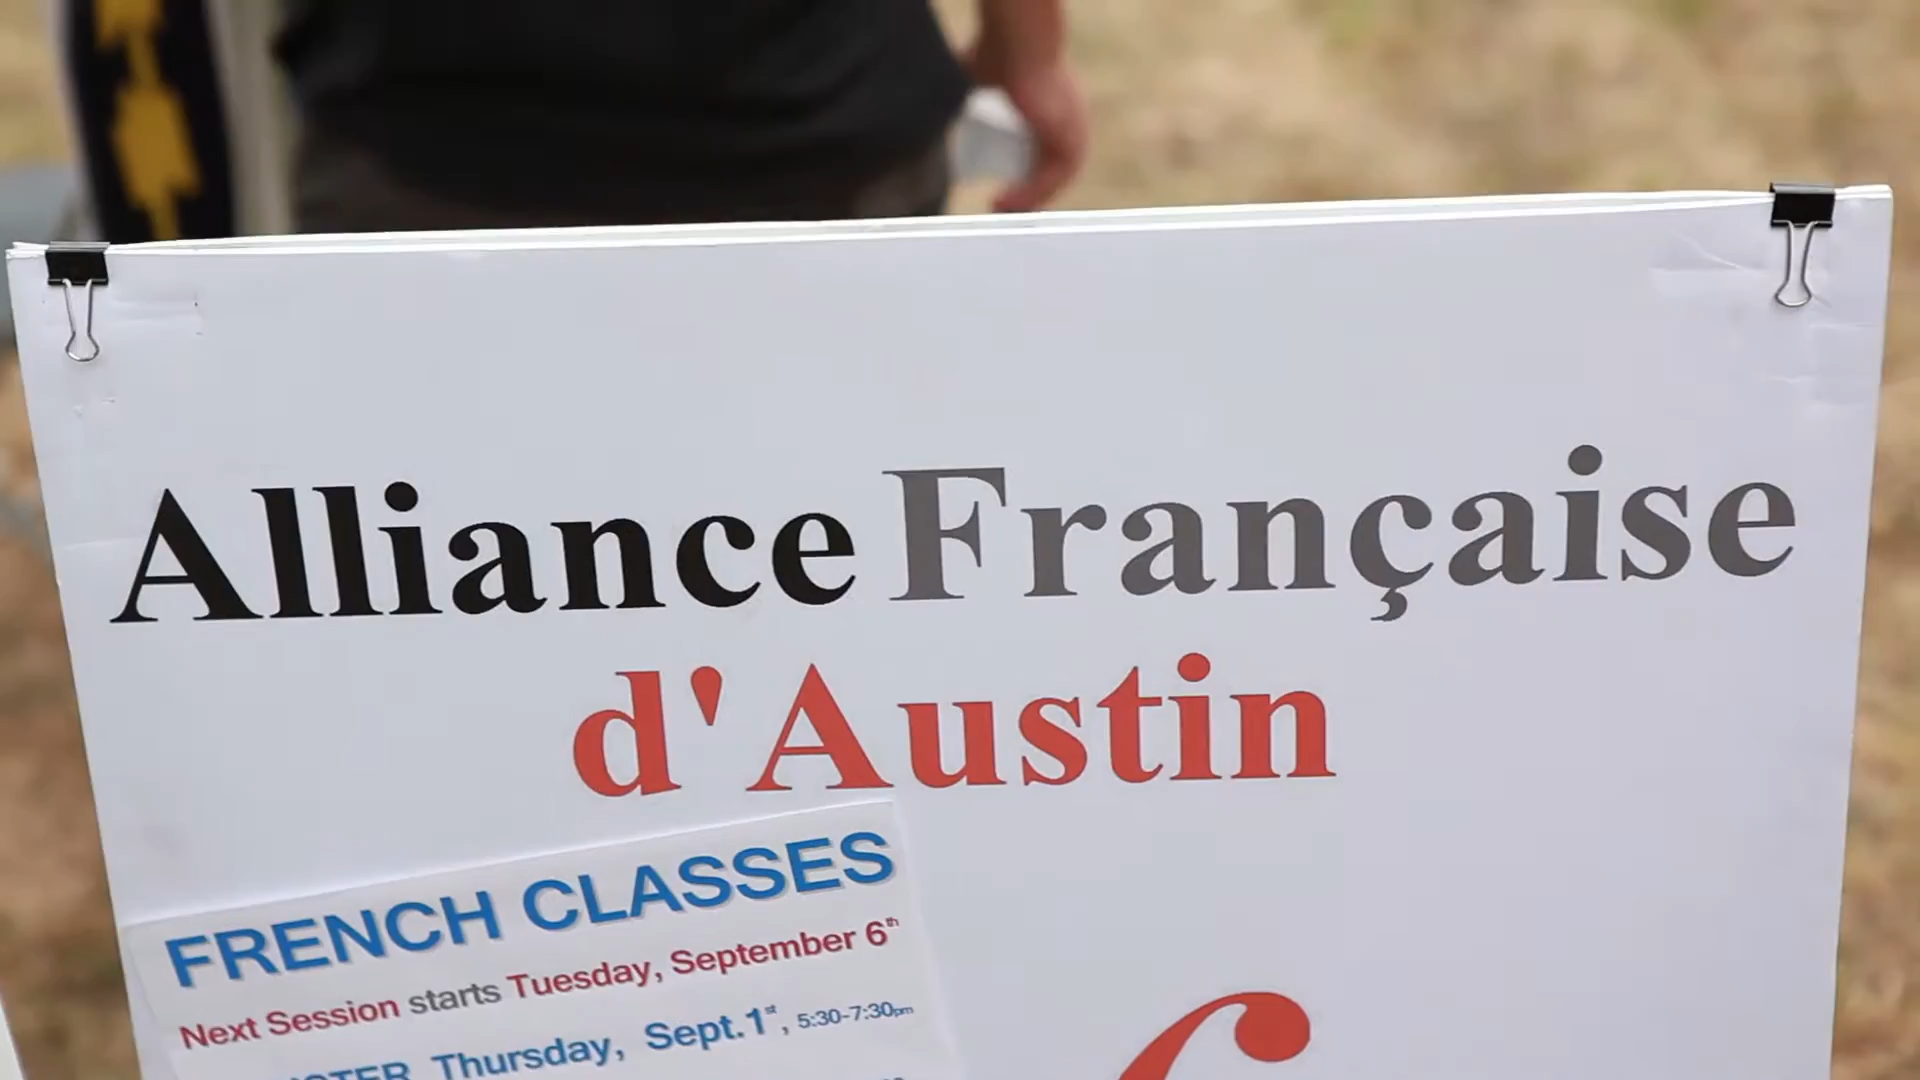 Alliance Française
d'Austin
FRENCH CLASSES
Next Session starts Tuesday, September 6th
Thursday, Sept.1st, 5:30-7:30pm